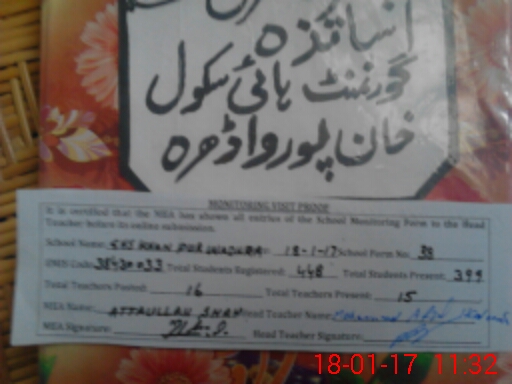 اساتذہ
گورنمنٹ ہائی سکول
خان پور واڈھرہ
MONITORING VISIT PROOF
It is certified that the MEA has shown all entries of the School Monitoring Form to the Head
Teacher before its online submission.
School Name: GHS KHAN PUR WADHRA 18-1-17 School Form No. 38
EMIS Code: 38430033 Total Students Registered: 448 Total Students Present: 399
Total Teachers Posted: 16 Total Teachers Present: 15
MEA Name: ATTAULLAH SHAH Head Teacher Name:
MEA Signature: Head Teacher Signature:
18-01-17 11:32